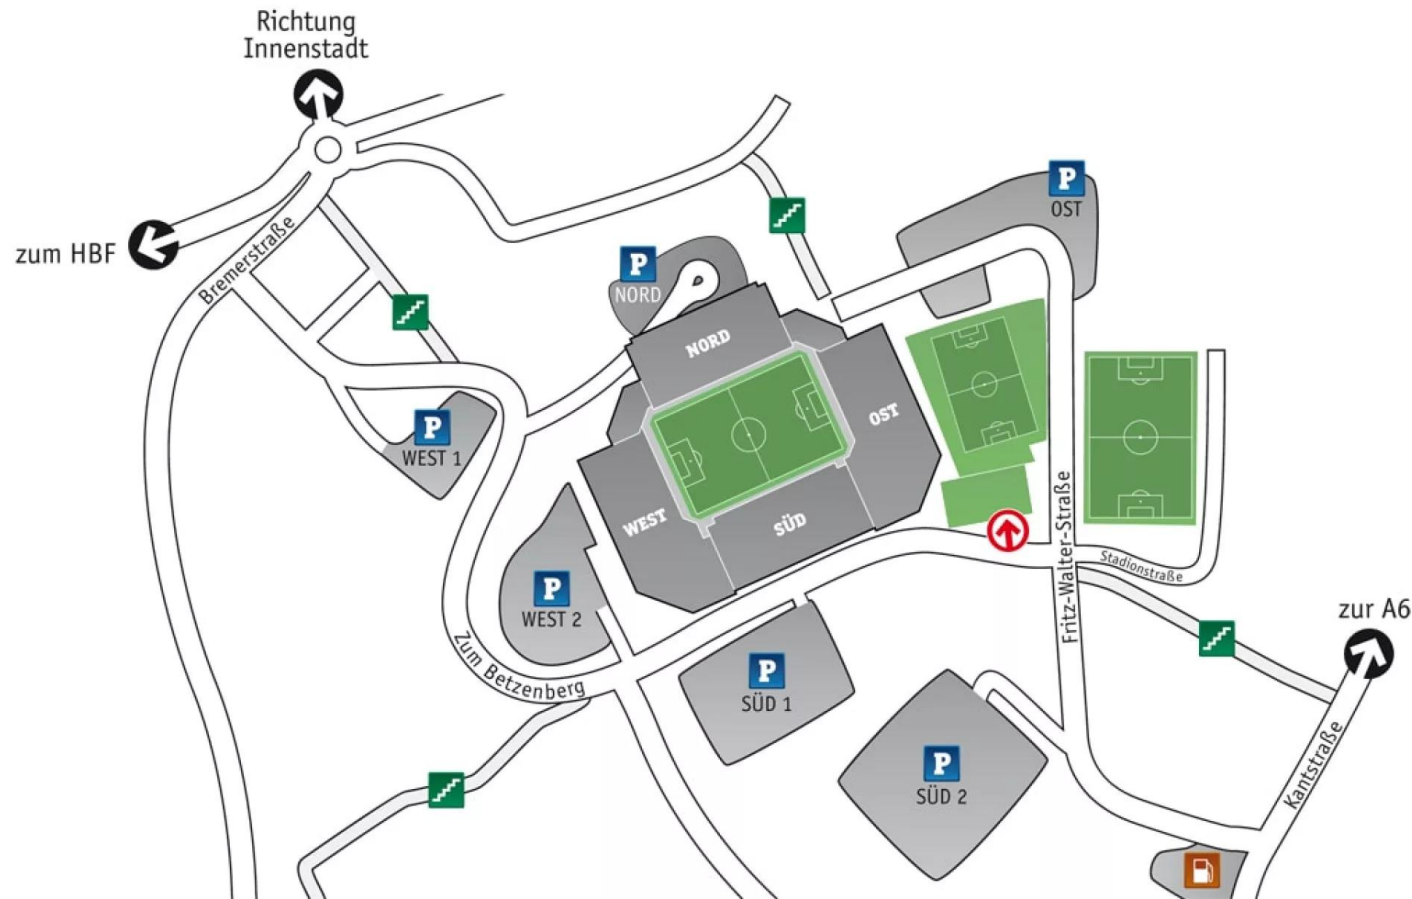 Richtung
Innenstadt
zum HBF
Bremerstraße
P
OST
P
NORD
NORD
OST
WEST
SÜD
P
WEST 1
P
WEST 2
Zum Betzenberg
P
SÜD 1
P
SÜD 2
Fritz-Walter-Straße
Stadionstraße
zur A6
Kantstraße